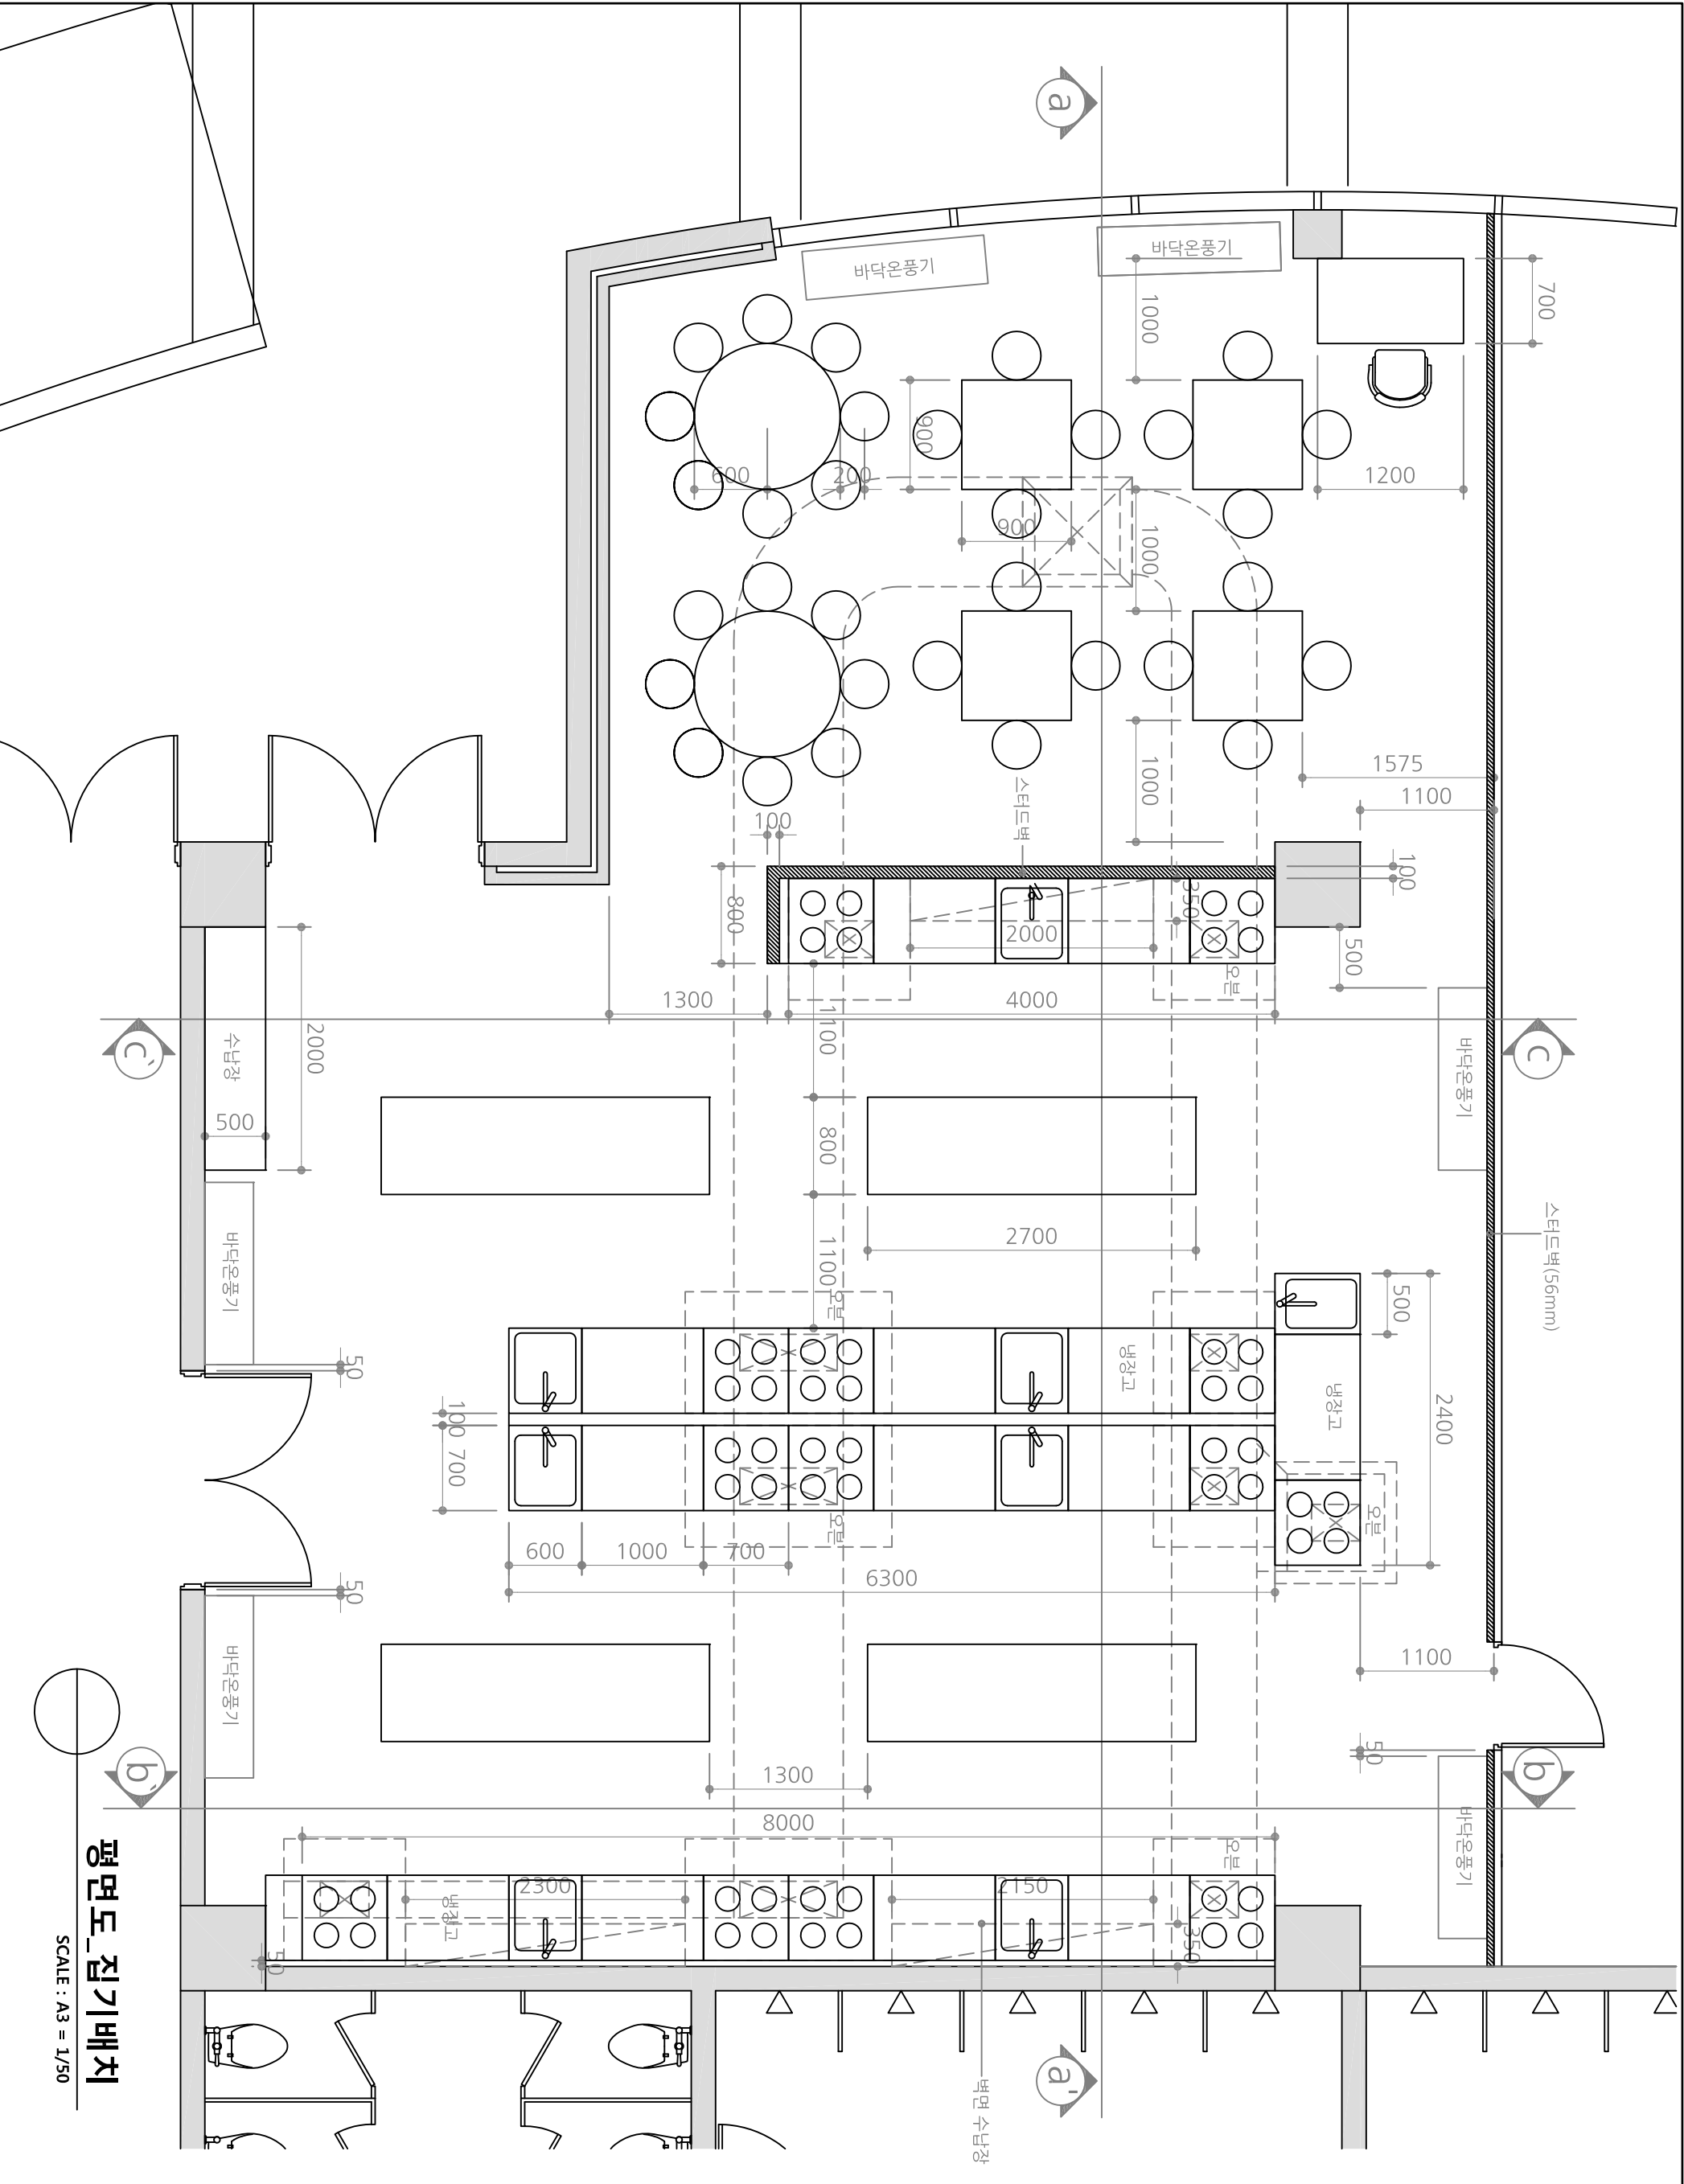 a
바닥온풍기
바닥온풍기
700
1000
900
600
200
1200
900
1000
1575
1000
1100
스터드벽
100
100
350
800
2000
500
오븐
1300
4000
1100
c`
c
수납장
2000
바닥온풍기
500
800
스터드벽(56mm)
2700
바닥온풍기
1100
오븐
500
냉장고
냉장고
2400
50
100
700
오븐
오븐
600
1000
700
6300
50
바닥온풍기
1100
50
b`
b
1300
8000
바닥온풍기
오븐
2300
2150
냉장고
350
50
평면도_집기배치
SCALE : A3 = 1/50
a'
벽면 수납장